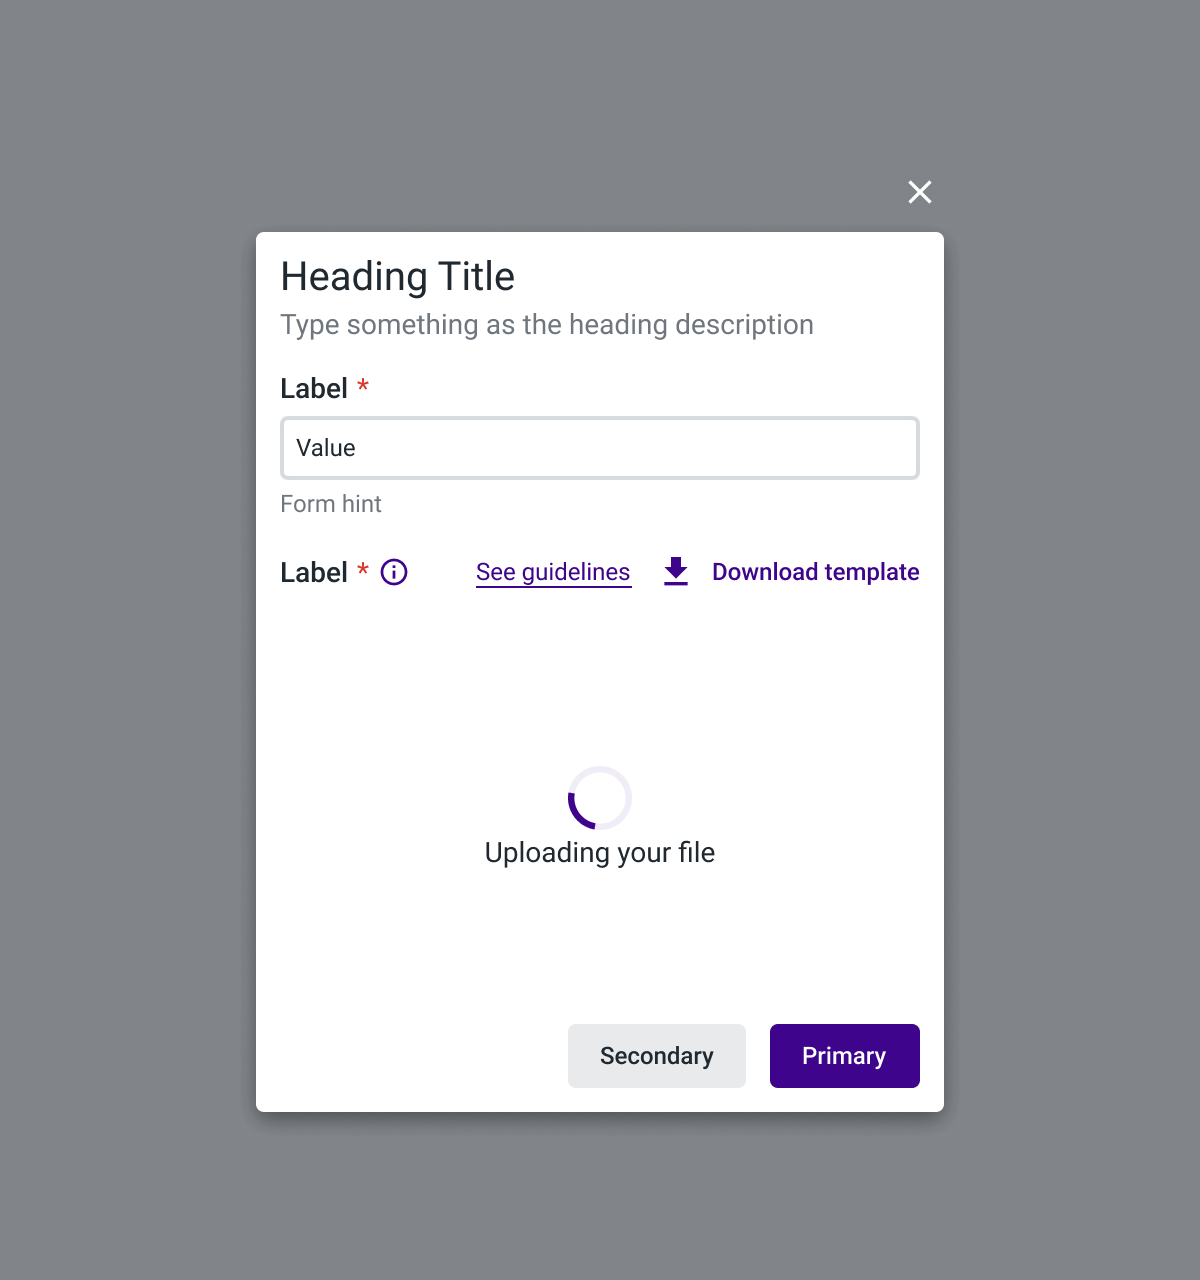 Heading Title
Type something as the heading description
Label *
Value
Form hint
Label * See guidelines Download template
Uploading your file
Secondary Primary